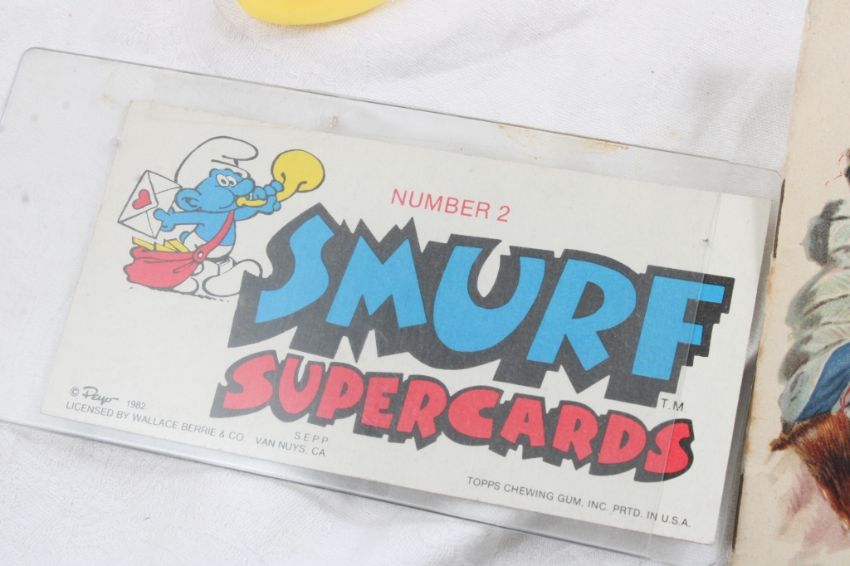 NUMBER 2
SMURF
T.M
SUPERCARDS
© Peyo 1982
LICENSED BY WALLACE BERRIE & CO
S.E.P.P.
VAN NUYS, CA
TOPPS CHEWING GUM, INC. PRTD. IN U.S.A.